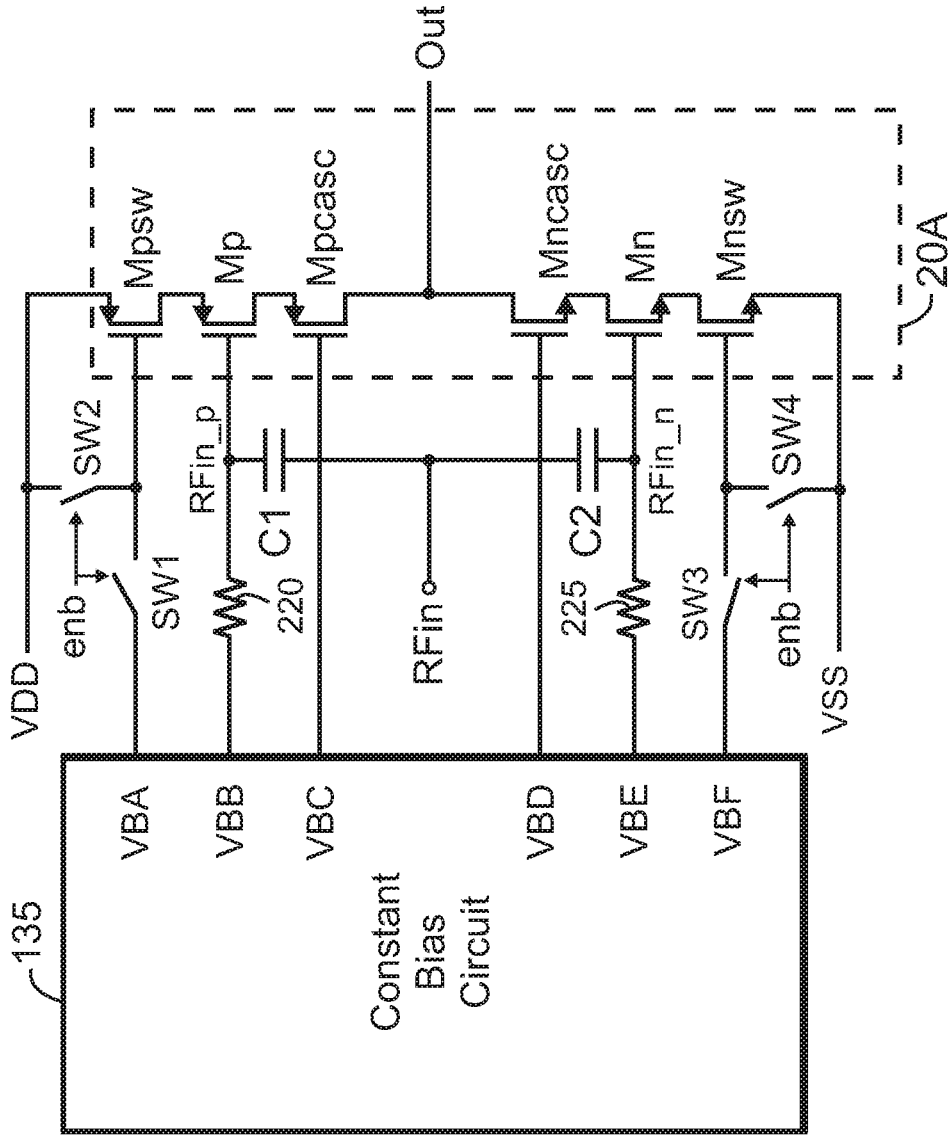 135
Constant
Bias
Circuit
VBA
VBB
VBC
VBD
VBE
VBF
VDD
enb
SW1
SW2
RFin_p
220
C1
RFin
C2
225
RFin_n
SW3
SW4
enb
VSS
Mpsw
Mp
Mpcasc
Out
Mncasc
Mn
Mnsw
20A